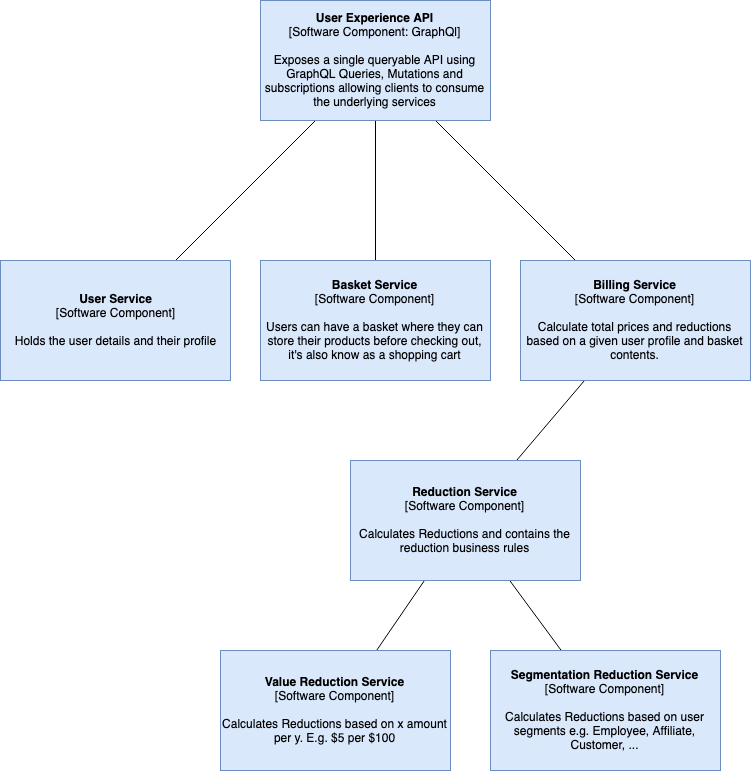 User Experience API
[Software Component: GraphQl]
Exposes a single queryable API using
GraphQL Queries, Mutations and
subscriptions allowing clients to consume
the underlying services
User Service
[Software Component]
Holds the user details and their profile
Basket Service
[Software Component]
Users can have a basket where they can
store their products before checking out,
it's also know as a shopping cart
Billing Service
[Software Component]
Calculate total prices and reductions
based on a given user profile and basket
contents.
Reduction Service
[Software Component]
Calculates Reductions and contains the
reduction business rules
Value Reduction Service
[Software Component]
Calculates Reductions based on x amount
per y. E.g. $5 per $100
Segmentation Reduction Service
[Software Component]
Calculates Reductions based on user
segments e.g. Employee, Affiliate,
Customer, ...